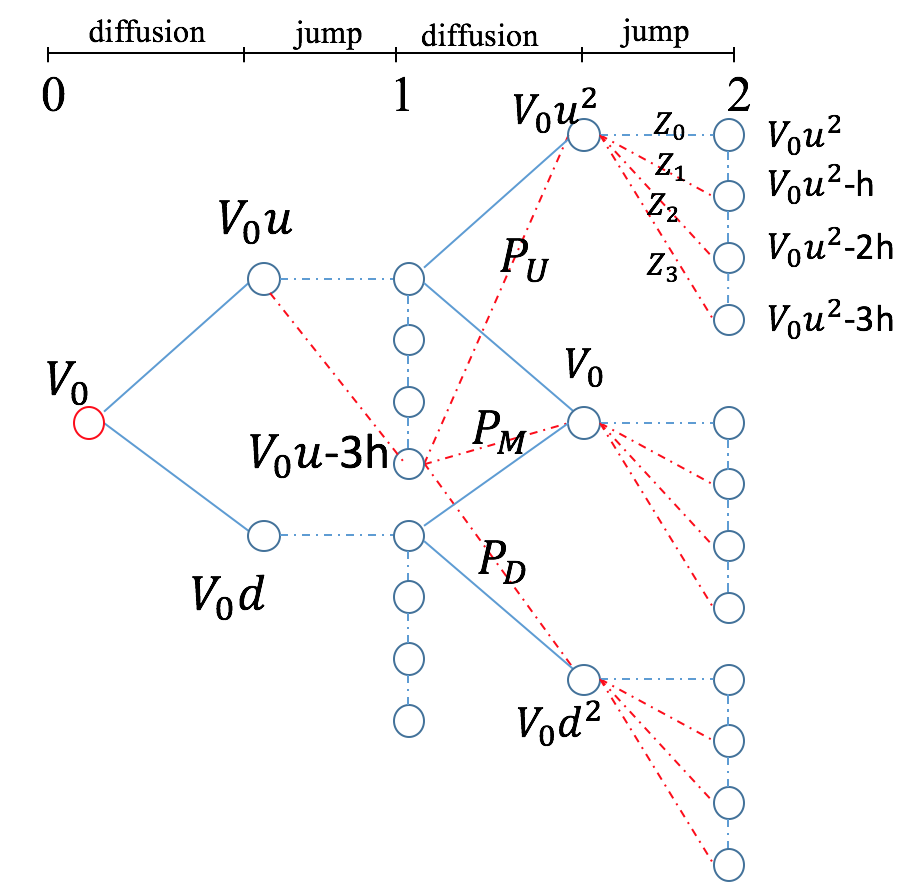 diffusion jump diffusion jump
0 1 2
V₀u²
Z₀ V₀u²
Z₁ V₀u²-h
Z₂ V₀u²-2h
Z₃ V₀u²-3h
V₀u
P_U
V₀
V₀
P_M
V₀u-3h
P_D
V₀d
V₀d²